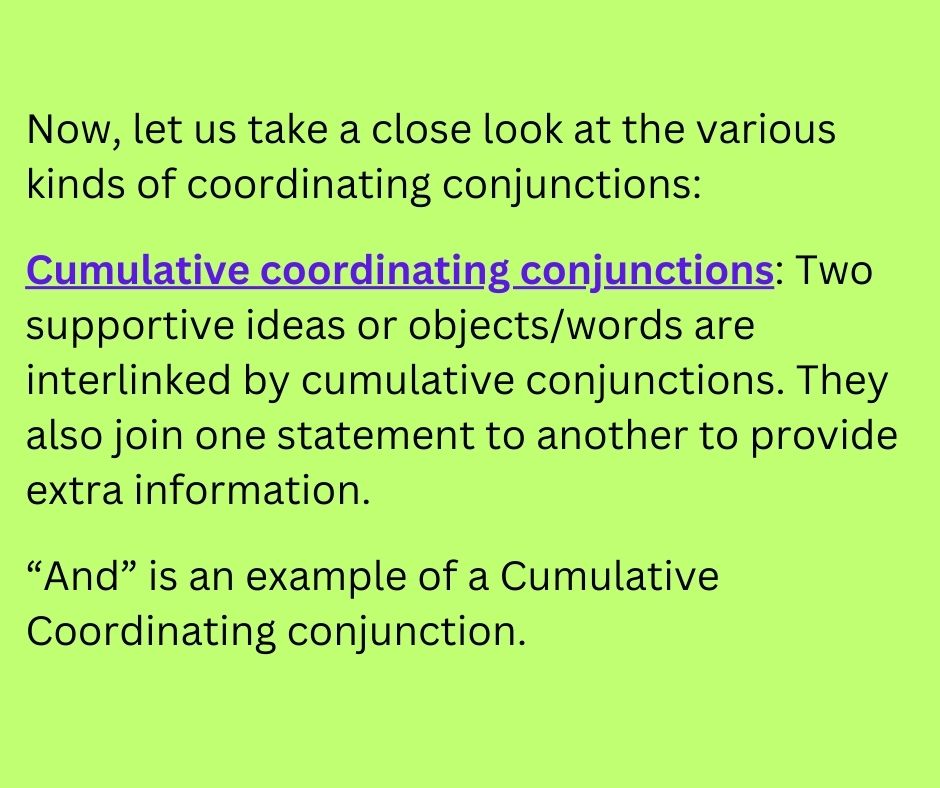 Now, let us take a close look at the various
kinds of coordinating conjunctions:
Cumulative coordinating conjunctions: Two
supportive ideas or objects/words are
interlinked by cumulative conjunctions. They
also join one statement to another to provide
extra information.
“And” is an example of a Cumulative
Coordinating conjunction.